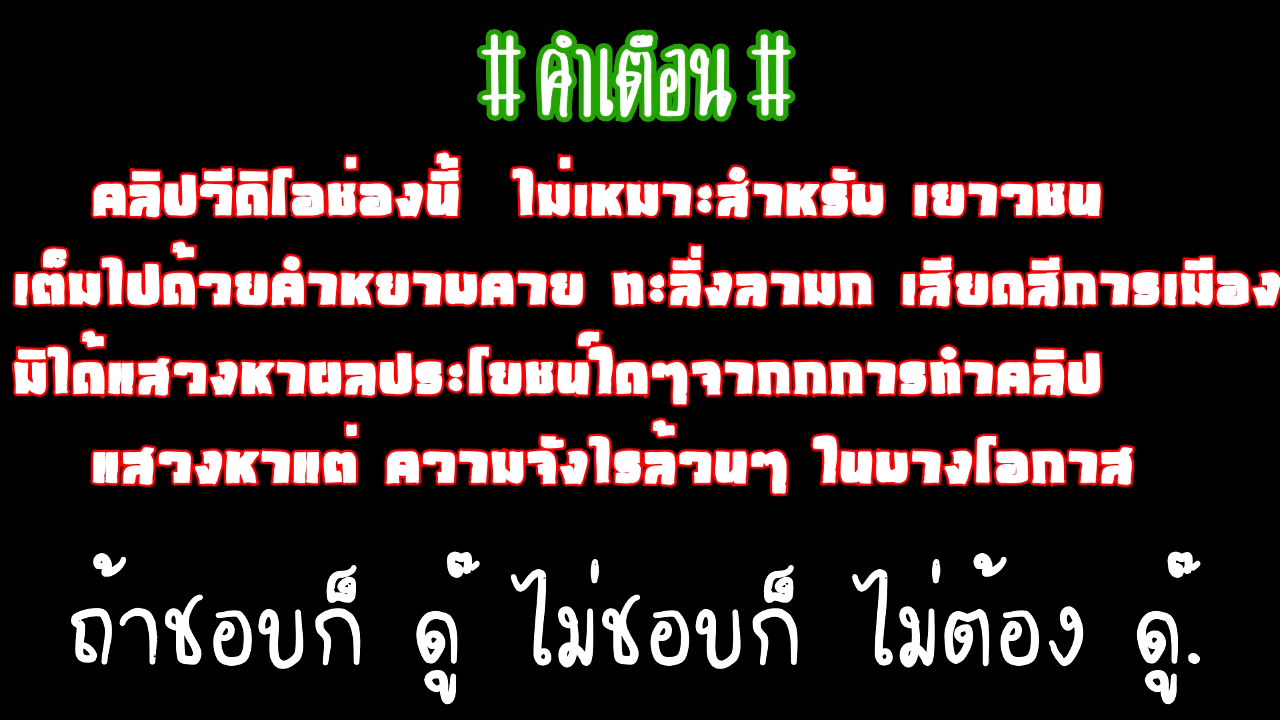 # คำเตือน #
คลิปวีดิโอช่องนี้ ไม่เหมาะสำหรับ เยาวชน
เต็มไปด้วยคำหยาบคาย ทะลึ่งลามก เสียดสีการเมือง
มิได้แสวงหาผลประโยชน์ใดๆจากกการทำคลิป
แสวงหาแต่ ความจังไรล้วนๆ ในบางโอกาส
ถ้าชอบก็ ดู๊ ไม่ชอบก็ ไม่ต้อง ดู๊.